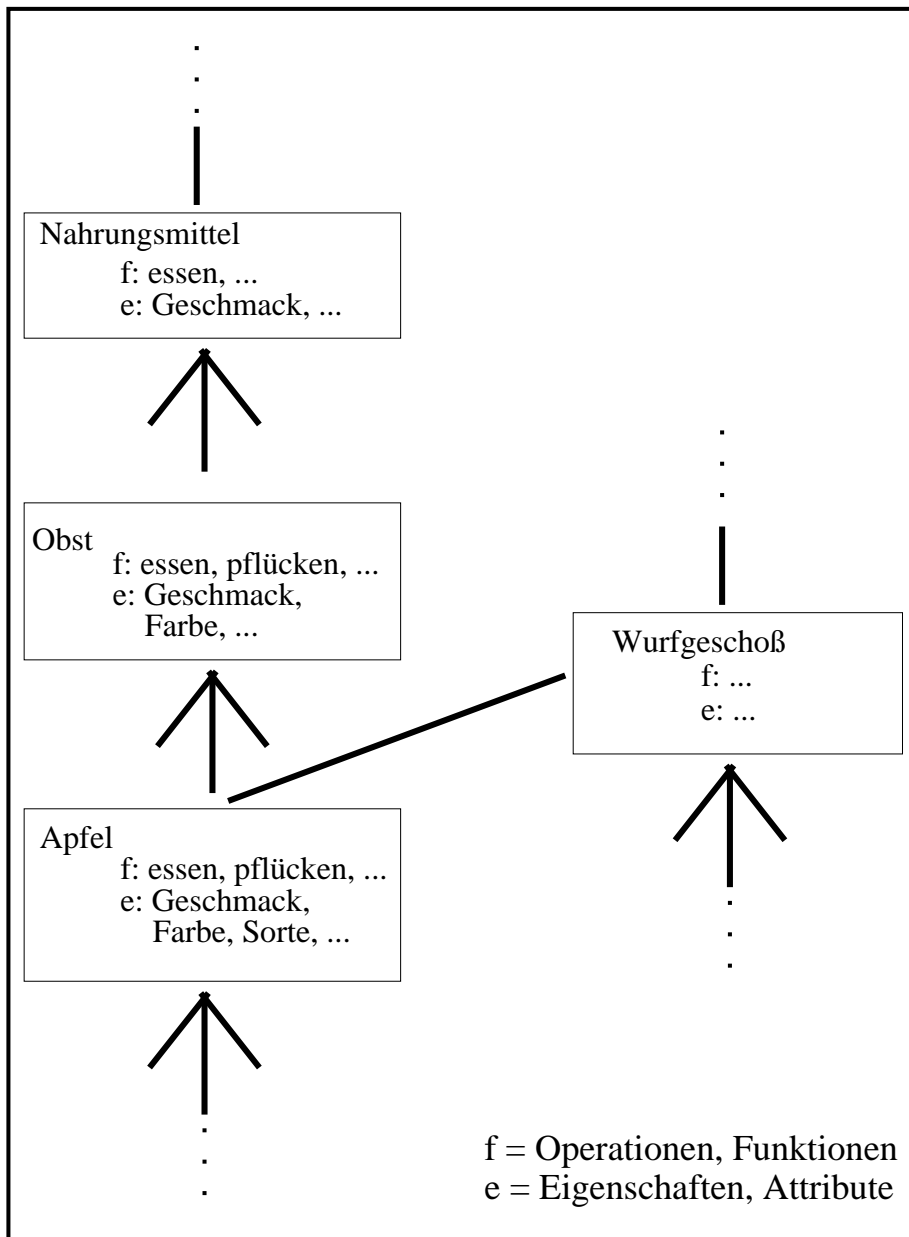 Nahrungsmittel
f: essen, ...
e: Geschmack, ...
Obst
f: essen, pflücken, ...
e: Geschmack,
Farbe, ...
Wurfgeschoß
f: ...
e: ...
Apfel
f: essen, pflücken, ...
e: Geschmack,
Farbe, Sorte, ...
f = Operationen, Funktionen
e = Eigenschaften, Attribute